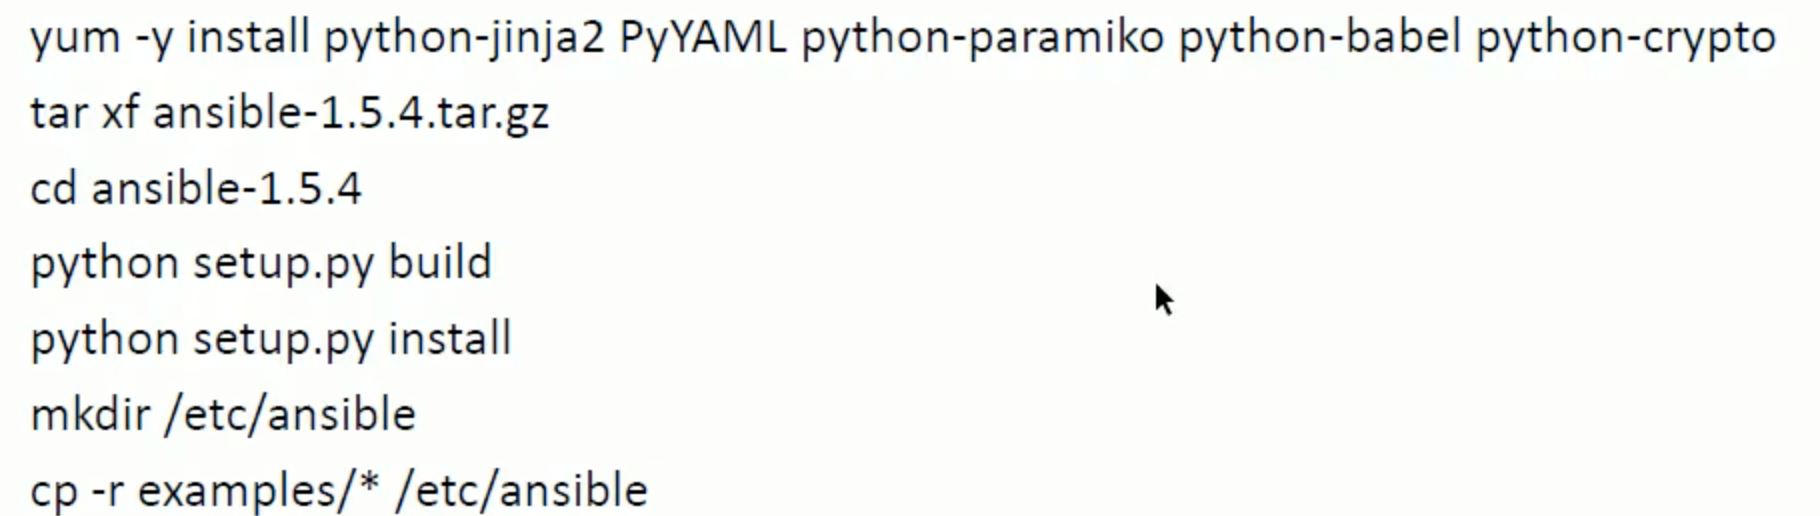 yum -y install python-jinja2 PyYAML python-paramiko python-babel python-crypto
tar xf ansible-1.5.4.tar.gz
cd ansible-1.5.4
python setup.py build
python setup.py install
mkdir /etc/ansible
cp -r examples/* /etc/ansible